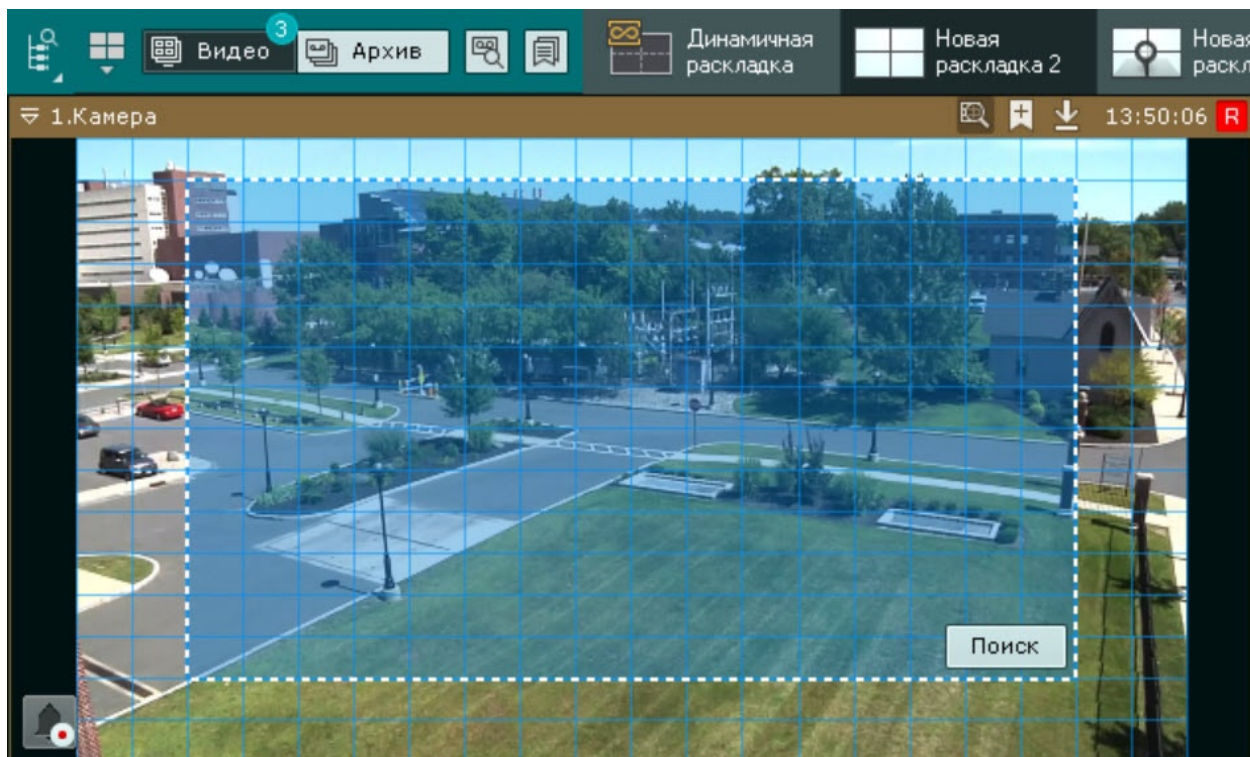 3
Видео
Архив
Динамичная
раскладка
Новая
раскладка 2
Новая
раскл
1.Камера
13:50:06 R
Поиск